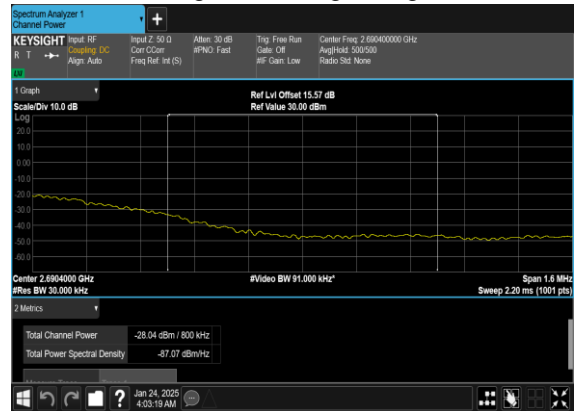 Spectrum Analyzer 1
Channel Power
+
KEYSIGHT Input: RF Input Z: 50 Ω Atten: 30 dB Trig: Free Run Center Freq: 2.690400000 GHz
R T Coupling: DC Corr CCorr #PNO: Fast Gate: Off Avg|Hold: 500/500
Align: Auto Freq Ref: Int (S) #IF Gain: Low Radio Std: None
1 Graph
Ref Lvl Offset 15.57 dB
Scale/Div 10.0 dB Ref Value 30.00 dBm
Log
20.0
10.0
0.00
-10.0
-20.0
-30.0
-40.0
-50.0
-60.0
Center 2.6904000 GHz #Video BW 91.000 kHz* Span 1.6 MHz
#Res BW 30.000 kHz Sweep 2.20 ms (1001 pts)
2 Metrics
Total Channel Power -28.04 dBm / 800 kHz
Total Power Spectral Density -87.07 dBm/Hz
? Jan 24, 2025
4:03:19 AM